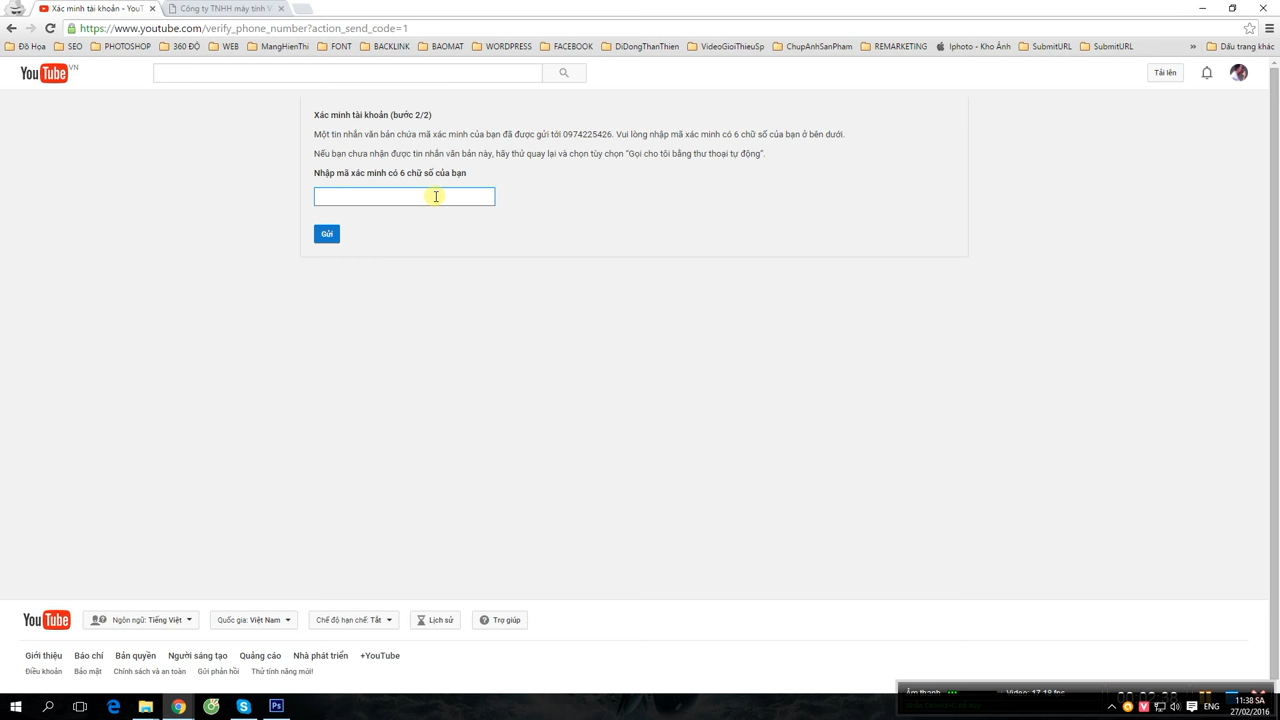 Xác minh tài khoản - YouT
Công ty TNHH máy tính V
https://www.youtube.com/verify_phone_number?action_send_code=1
Đồ Họa SEO PHOTOSHOP 360 ĐỘ WEB MangHienThi FONT BACKLINK BAOMAT WORDPRESS FACEBOOK DiDongThanThien VideoGioiThieuSp ChupAnhSanPham REMARKETING Iphoto - Kho Ảnh SubmitURL SubmitURL » Dấu trang khác
YouTube VN
Tải lên
Xác minh tài khoản (bước 2/2)
Một tin nhắn văn bản chứa mã xác minh của bạn đã được gửi tới 0974225426. Vui lòng nhập mã xác minh có 6 chữ số của bạn ở bên dưới.
Nếu bạn chưa nhận được tin nhắn văn bản này, hãy thử quay lại và chọn tùy chọn “Gọi cho tôi bằng thư thoại tự động”.
Nhập mã xác minh có 6 chữ số của bạn
Gửi
YouTube Ngôn ngữ: Tiếng Việt Quốc gia: Việt Nam Chế độ hạn chế: Tắt Lịch sử Trợ giúp
Giới thiệu Báo chí Bản quyền Người sáng tạo Quảng cáo Nhà phát triển +YouTube
Điều khoản Bảo mật Chính sách và an toàn Gửi phản hồi Thử tính năng mới!
Âm thanh Video: 17.18 fps 00:02:38
ENG
11:38 SA
27/02/2016